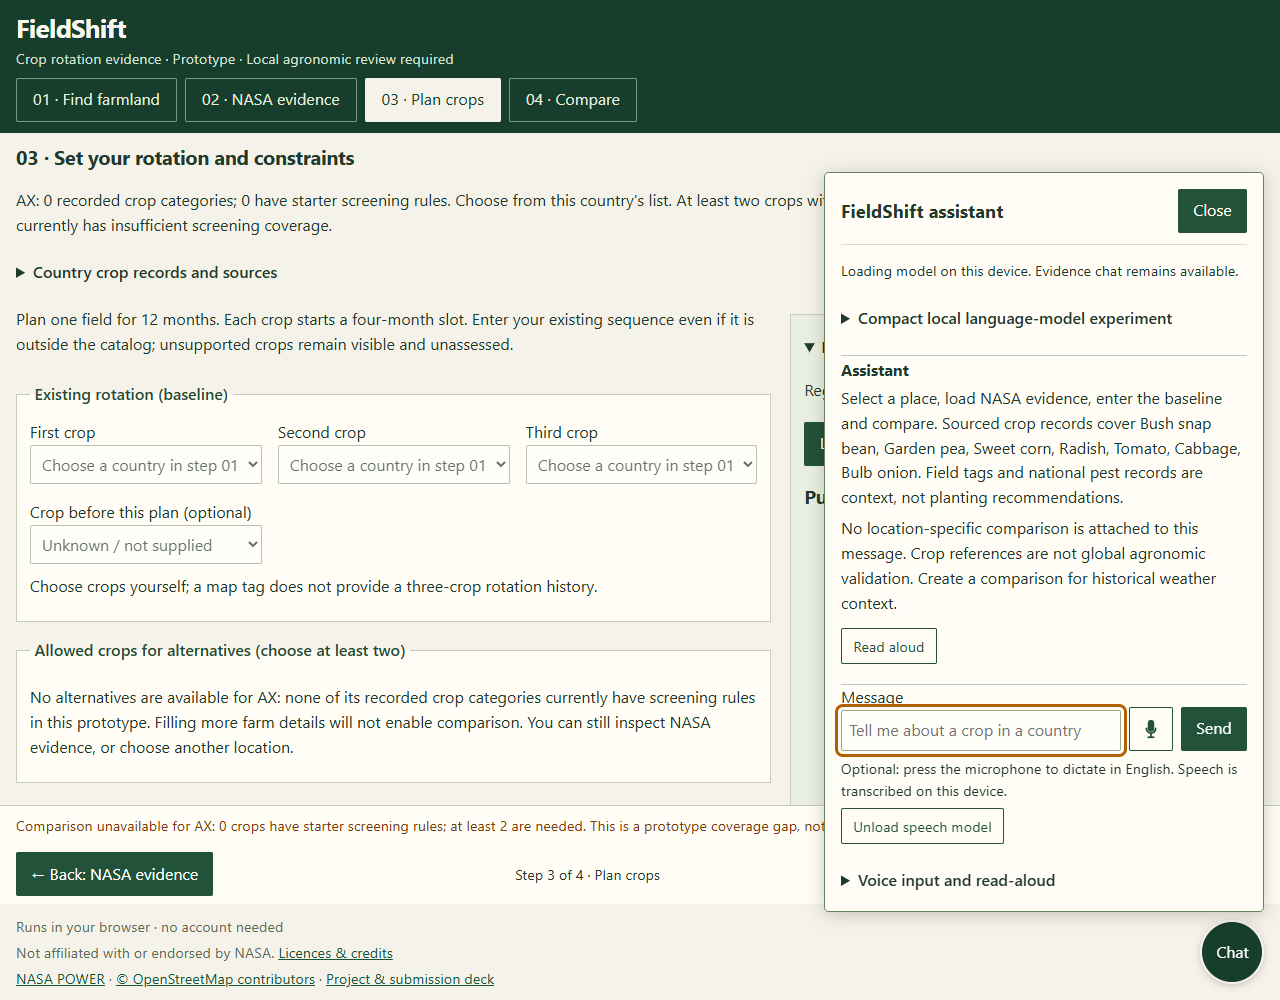 FieldShift
Crop rotation evidence · Prototype · Local agronomic review required
01 · Find farmland
02 · NASA evidence
03 · Plan crops
04 · Compare
03 · Set your rotation and constraints
AX: 0 recorded crop categories; 0 have starter screening rules. Choose from this country's list. At least two crops
currently has insufficient screening coverage.
Country crop records and sources
Plan one field for 12 months. Each crop starts a four-month slot. Enter your existing sequence even if it is
outside the catalog; unsupported crops remain visible and unassessed.
Existing rotation (baseline)
First crop
Second crop
Third crop
Choose a country in step 01
Choose a country in step 01
Choose a country in step 01
Crop before this plan (optional)
Unknown / not supplied
Choose crops yourself; a map tag does not provide a three-crop rotation history.
Allowed crops for alternatives (choose at least two)
No alternatives are available for AX: none of its recorded crop categories currently have screening rules
in this prototype. Filling more farm details will not enable comparison. You can still inspect NASA
evidence, or choose another location.
Comparison unavailable for AX: 0 crops have starter screening rules; at least 2 are needed. This is a prototype coverage gap, not
← Back: NASA evidence
Step 3 of 4 · Plan crops
Runs in your browser · no account needed
Not affiliated with or endorsed by NASA. Licences & credits
NASA POWER · © OpenStreetMap contributors · Project & submission deck
FieldShift assistant
Close
Loading model on this device. Evidence chat remains available.
Compact local language-model experiment
Assistant
Select a place, load NASA evidence, enter the baseline
and compare. Sourced crop records cover Bush snap
bean, Garden pea, Sweet corn, Radish, Tomato, Cabbage,
Bulb onion. Field tags and national pest records are
context, not planting recommendations.
No location-specific comparison is attached to this
message. Crop references are not global agronomic
validation. Create a comparison for historical weather
context.
Read aloud
Message
Tell me about a crop in a country
Send
Optional: press the microphone to dictate in English. Speech is
transcribed on this device.
Unload speech model
Voice input and read-aloud
Chat